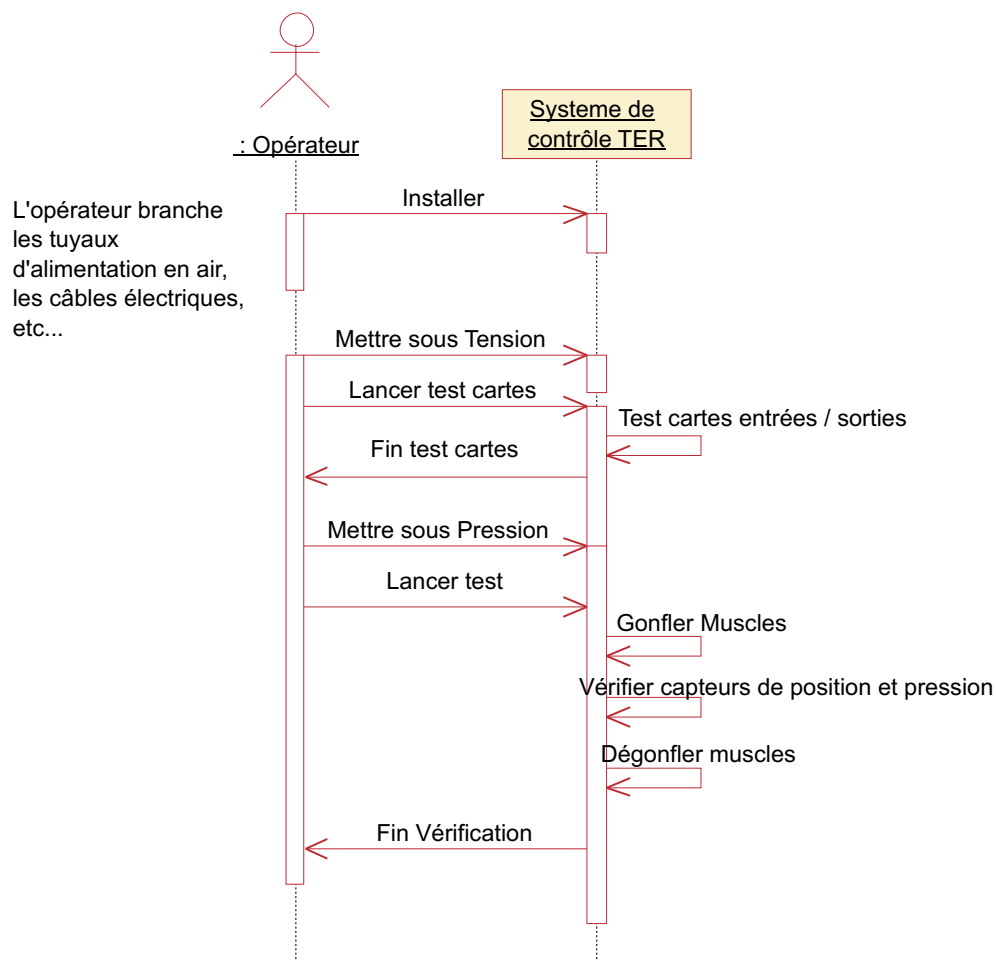 : Opérateur
Systeme de
contrôle TER
Installer
L'opérateur branche
les tuyaux
d'alimentation en air,
les câbles électriques,
etc...
Mettre sous Tension
Lancer test cartes
Test cartes entrées / sorties
Fin test cartes
Mettre sous Pression
Lancer test
Gonfler Muscles
Vérifier capteurs de position et pression
Dégonfler muscles
Fin Vérification